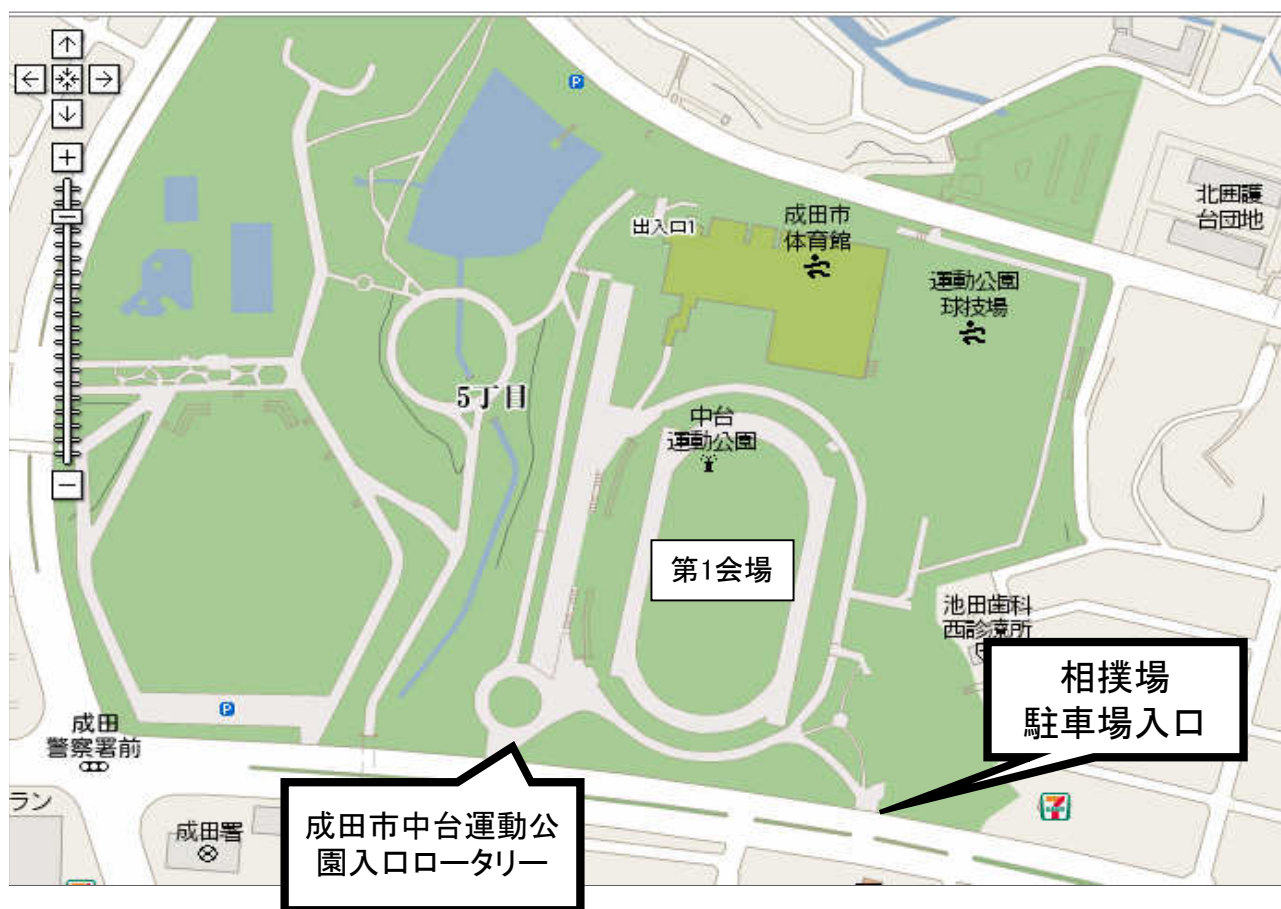 P
北囲護
台団地
成田市
体育館
出入口1
運動公園
球技場
5丁目
中台
運動公園
第1会場
池田歯科
西診療所
相撲場
駐車場入口
P
成田
警察署前
成田市中台運動公
園入口ロータリー
ラン
成田署
7